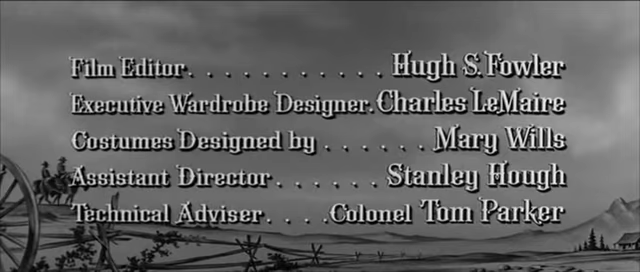 Film Editor. . . . . . . . . . . . Hugh S. Fowler
Executive Wardrobe Designer. Charles LeMaire
Costumes Designed by . . . . . . Mary Wills
Assistant Director . . . . . . Stanley Hough
Technical Adviser. . . . Colonel Tom Parker